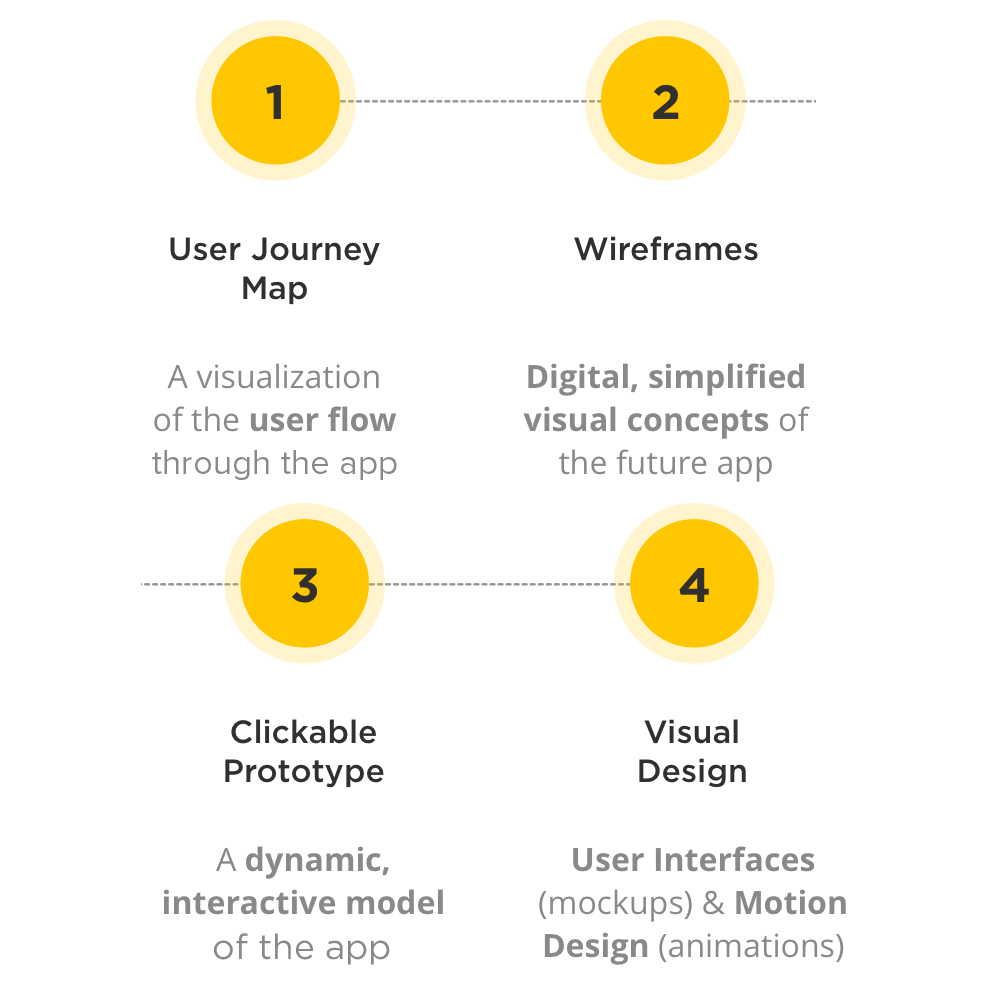 1
2
User Journey
Map
Wireframes
A visualization
of the user flow
through the app
Digital, simplified
visual concepts of
the future app
3
4
Clickable
Prototype
Visual
Design
A dynamic,
interactive model
of the app
User Interfaces
(mockups) & Motion
Design (animations)